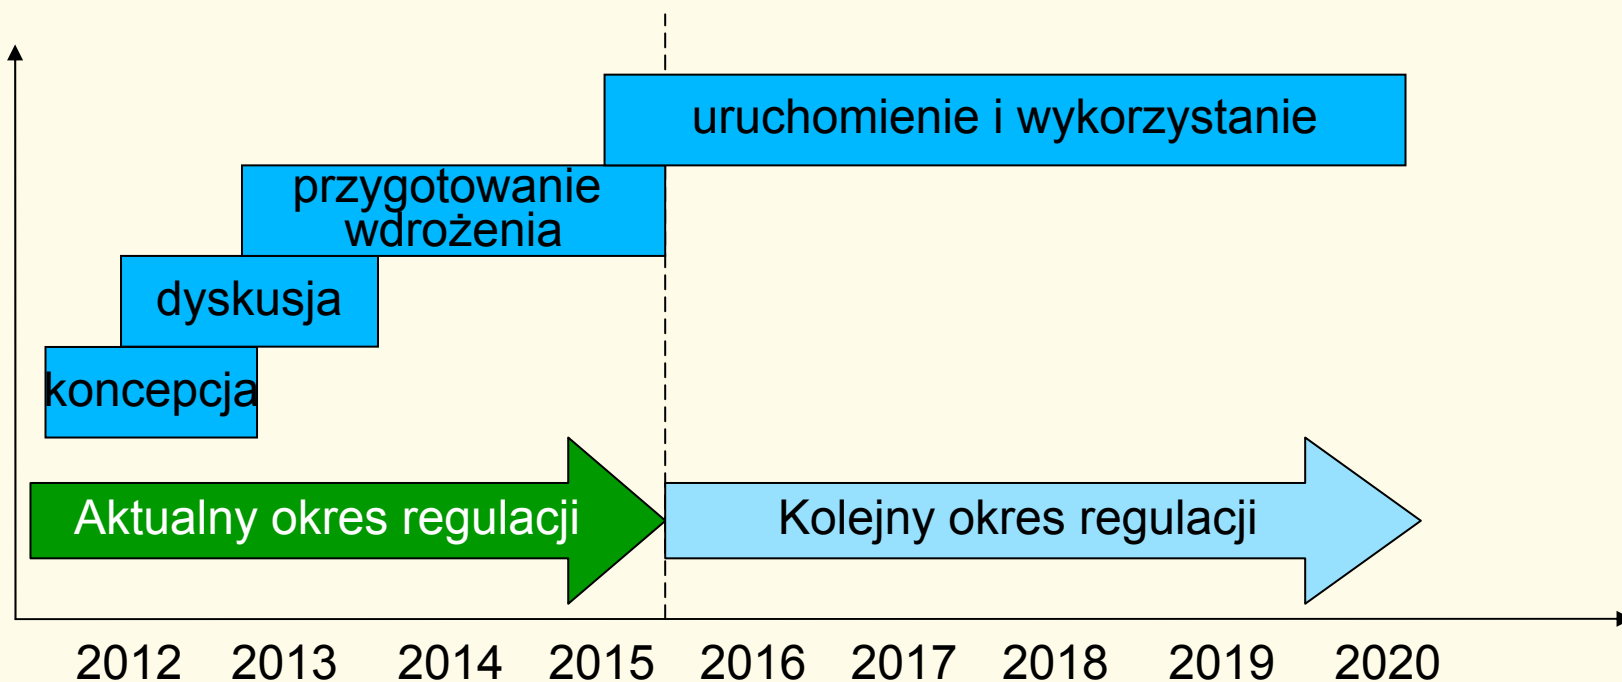 uruchomienie i wykorzystanie
przygotowanie
wdrożenia
dyskusja
koncepcja
Aktualny okres regulacji
Kolejny okres regulacji
2012 2013 2014 2015 2016 2017 2018 2019 2020